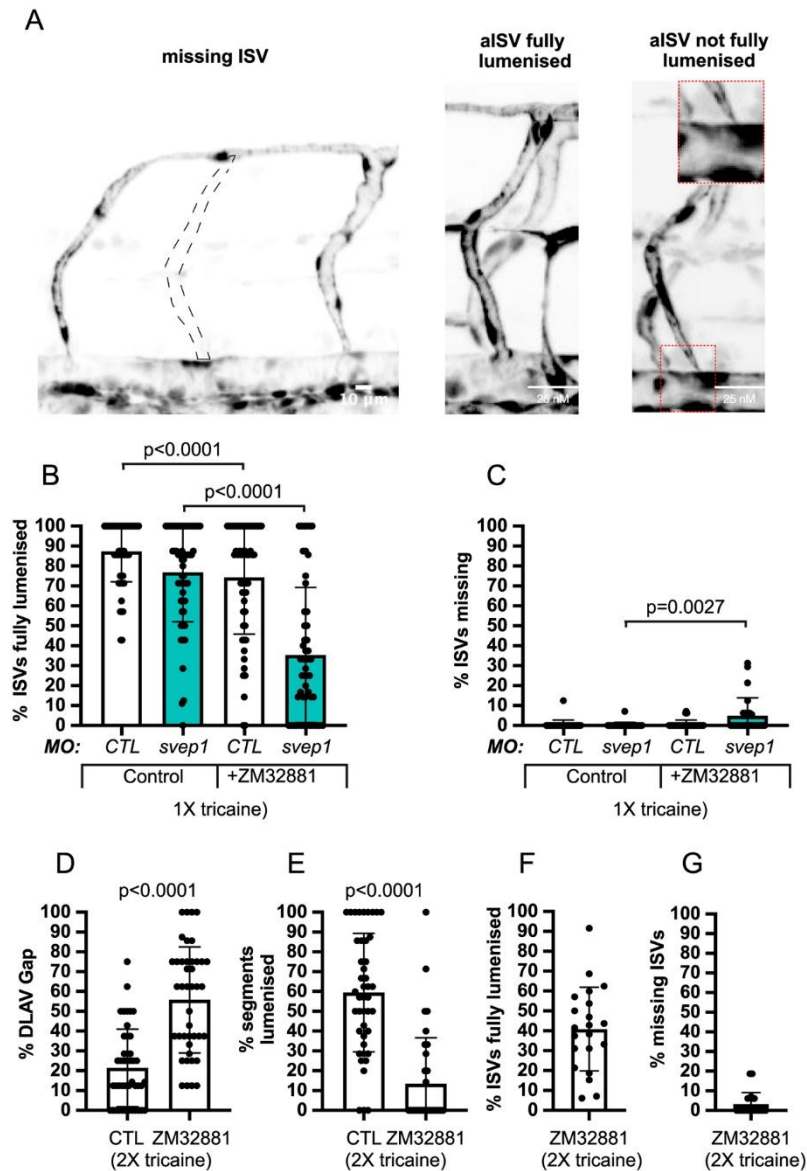 A
missing ISV
aISV fully
lumenised
aISV not fully
lumenised
10 µm
25 nM
25 nM
B
p<0.0001
p<0.0001
% ISVs fully lumenised
100
90
80
70
60
50
40
30
20
10
0
MO: CTL svep1 CTL svep1
Control +ZM32881
1X tricaine)
C
p=0.0027
% ISVs missing
100
90
80
70
60
50
40
30
20
10
0
MO: CTL svep1 CTL svep1
Control +ZM32881
1X tricaine)
D
p<0.0001
% DLAV Gap
100
90
80
70
60
50
40
30
20
10
0
CTL ZM32881
(2X tricaine)
E
p<0.0001
% segments
lumenised
100
90
80
70
60
50
40
30
20
10
0
CTL ZM32881
(2X tricaine)
F
% ISVs fully lumenised
100
90
80
70
60
50
40
30
20
10
0
ZM32881
(2X tricaine)
G
% missing ISVs
100
90
80
70
60
50
40
30
20
10
0
ZM32881
(2X tricaine)